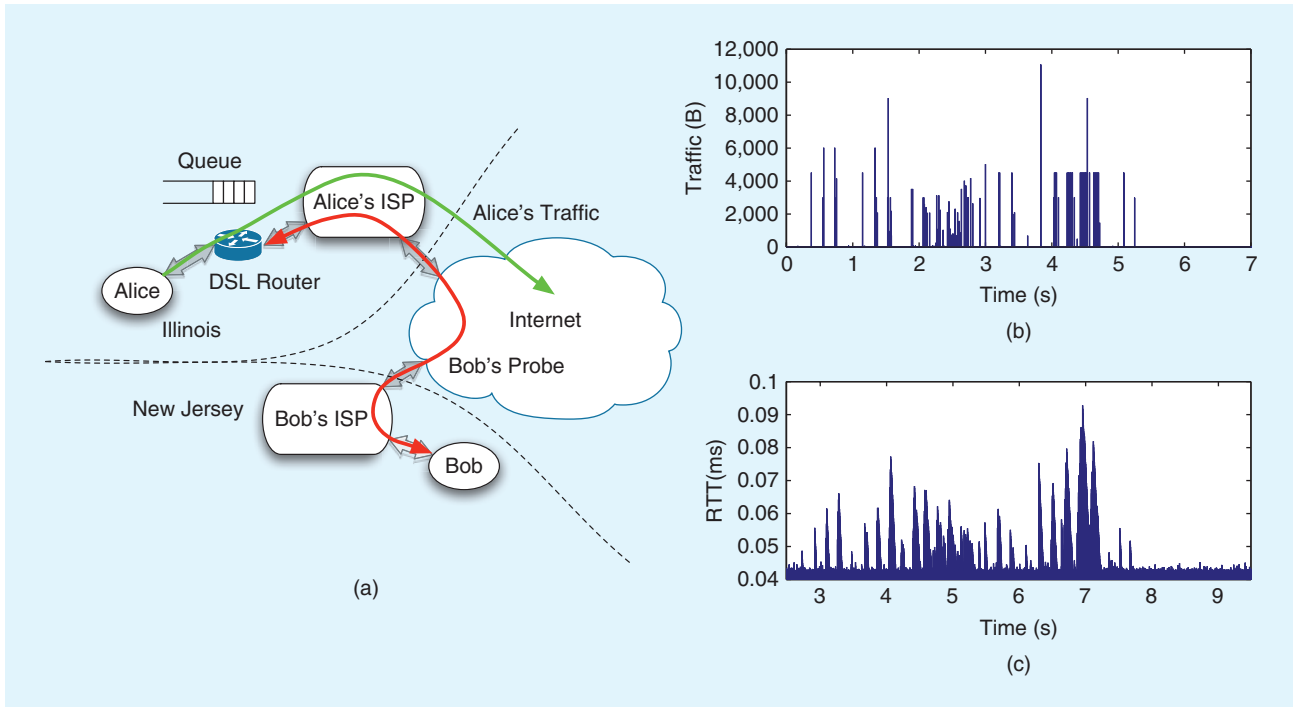 Queue
Alice's ISP
Alice's Traffic
DSL Router
Alice
Illinois
Internet
Bob's Probe
New Jersey
Bob's ISP
Bob
(a)
12,000
10,000
8,000
6,000
4,000
2,000
0
Traffic (B)
0 1 2 3 4 5 6 7
Time (s)
(b)
0.1
0.09
0.08
0.07
0.06
0.05
0.04
RTT(ms)
3 4 5 6 7 8 9
Time (s)
(c)